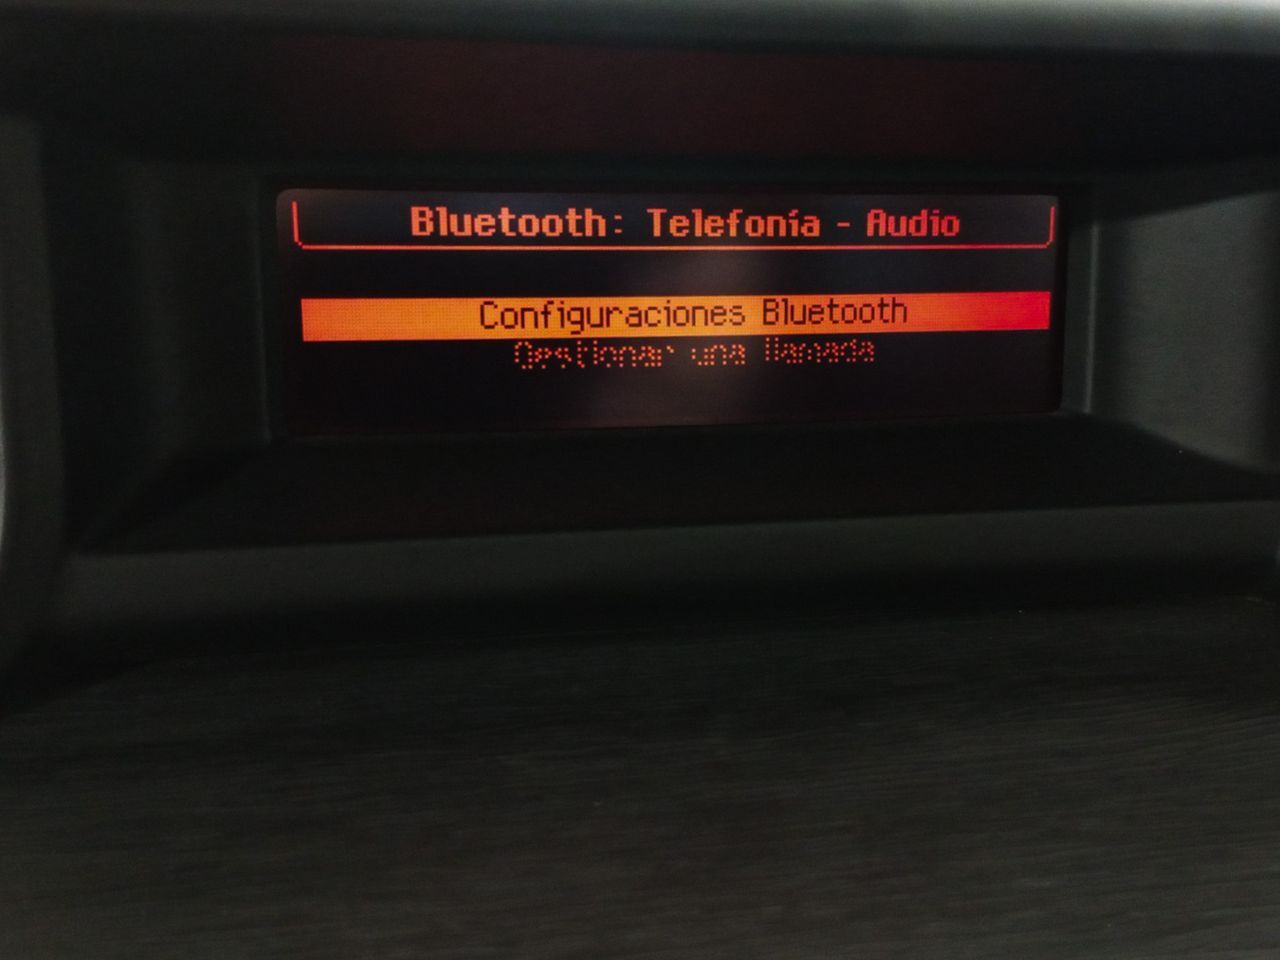 Bluetooth: Telefonía - Audio
Configuraciones Bluetooth
Gestionar una llamada